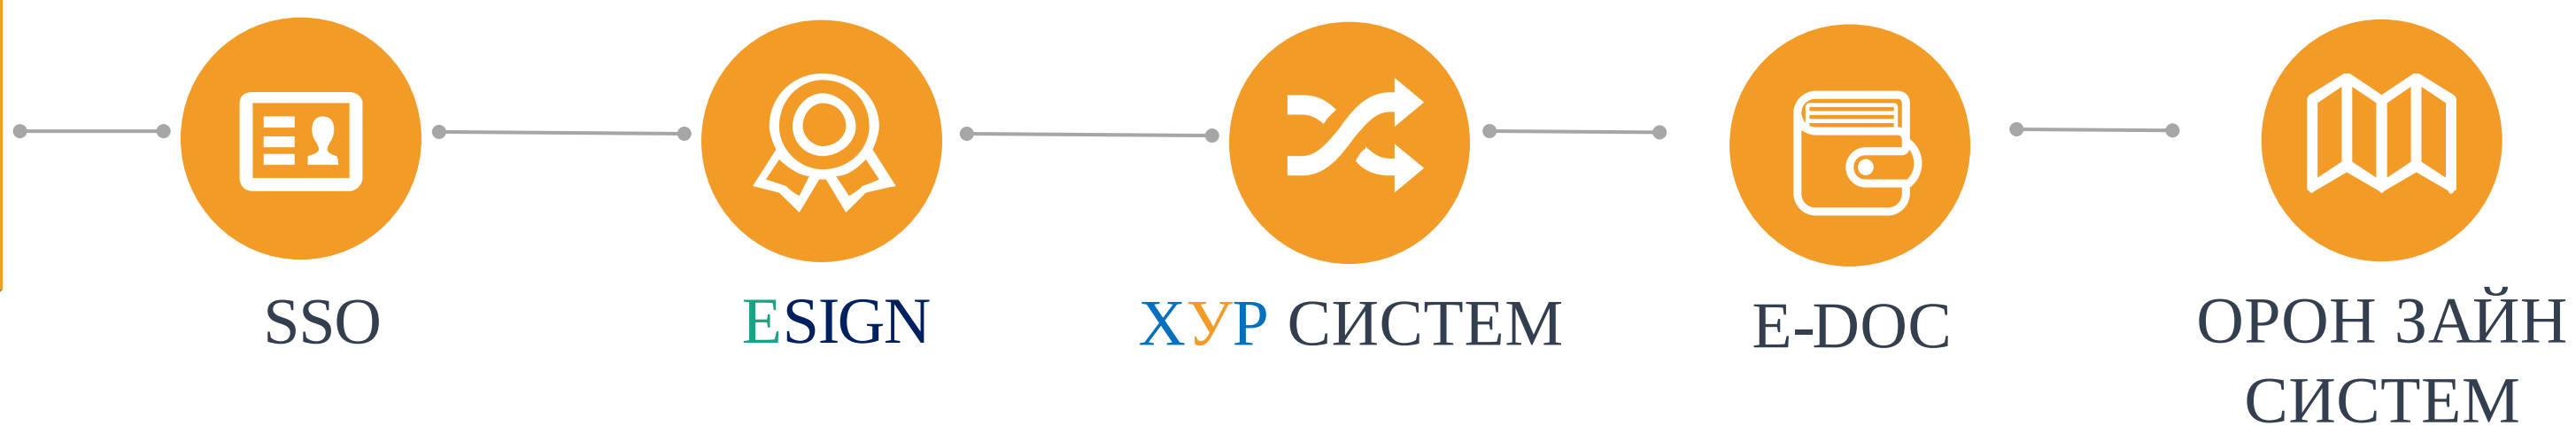 SSO
ESIGN
ХУР СИСТЕМ
E-DOC
ОРОН ЗАЙН
СИСТЕМ